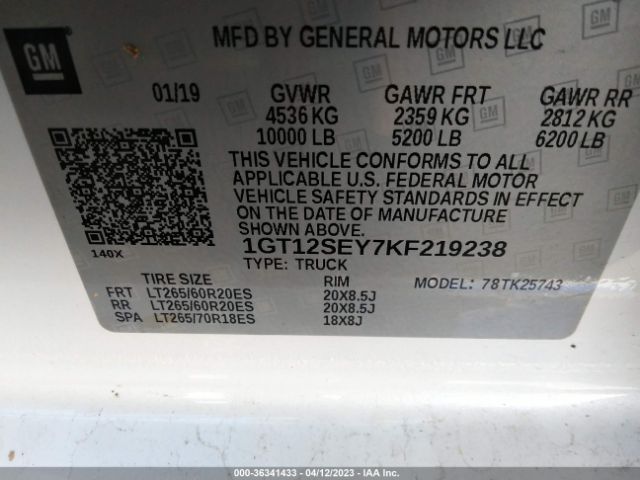 GM
MFD BY GENERAL MOTORS LLC
01/19 GVWR GAWR FRT GAWR RR
4536 KG 2359 KG 2812 KG
10000 LB 5200 LB 6200 LB
THIS VEHICLE CONFORMS TO ALL
APPLICABLE U.S. FEDERAL MOTOR
VEHICLE SAFETY STANDARDS IN EFFECT
ON THE DATE OF MANUFACTURE
SHOWN ABOVE.
140X
1GT12SEY7KF219238
TYPE: TRUCK
TIRE SIZE RIM MODEL: 78TK25743
FRT LT265/60R20ES 20X8.5J
RR LT265/60R20ES 20X8.5J
SPA LT265/70R18ES 18X8J
000-36341433 - 04/12/2023 - IAA Inc.